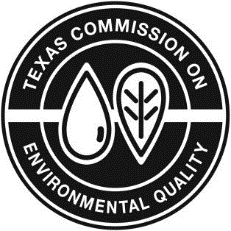 TEXAS COMMISSION ON
ENVIRONMENTAL QUALITY